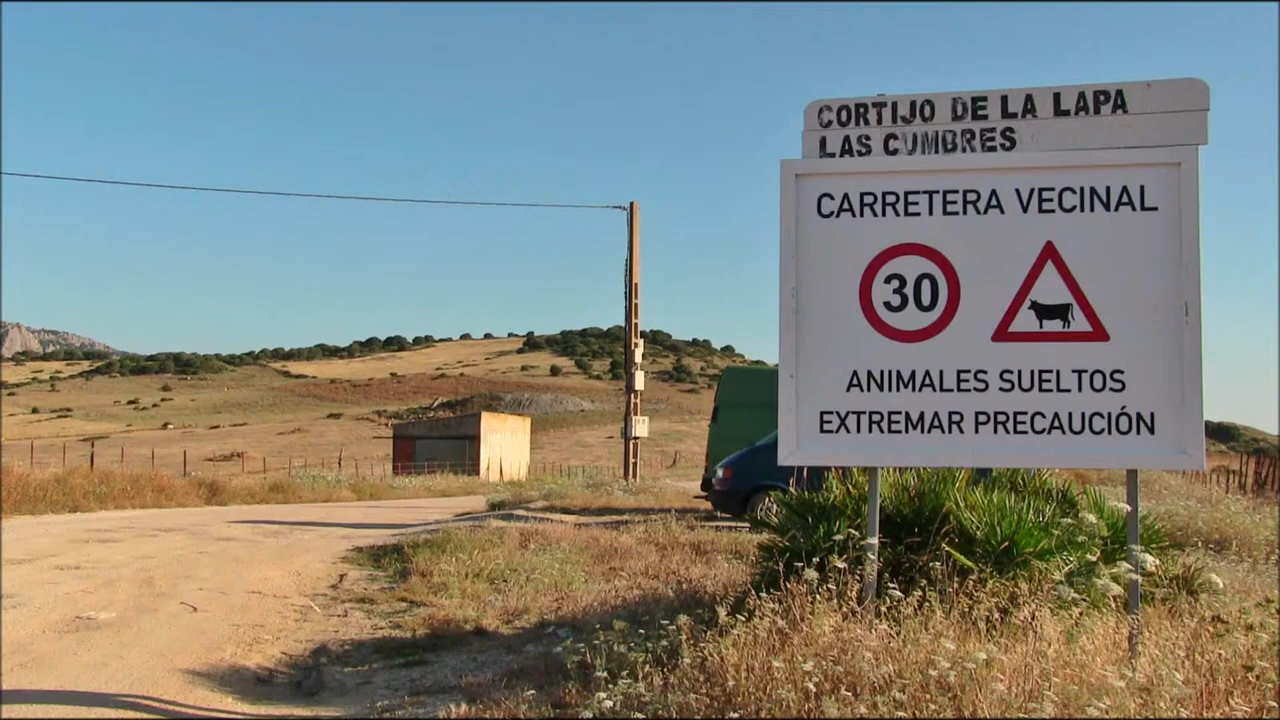 CORTIJO DE LA LAPA
LAS CUMBRES
CARRETERA VECINAL
30
ANIMALES SUELTOS
EXTREMAR PRECAUCIÓN